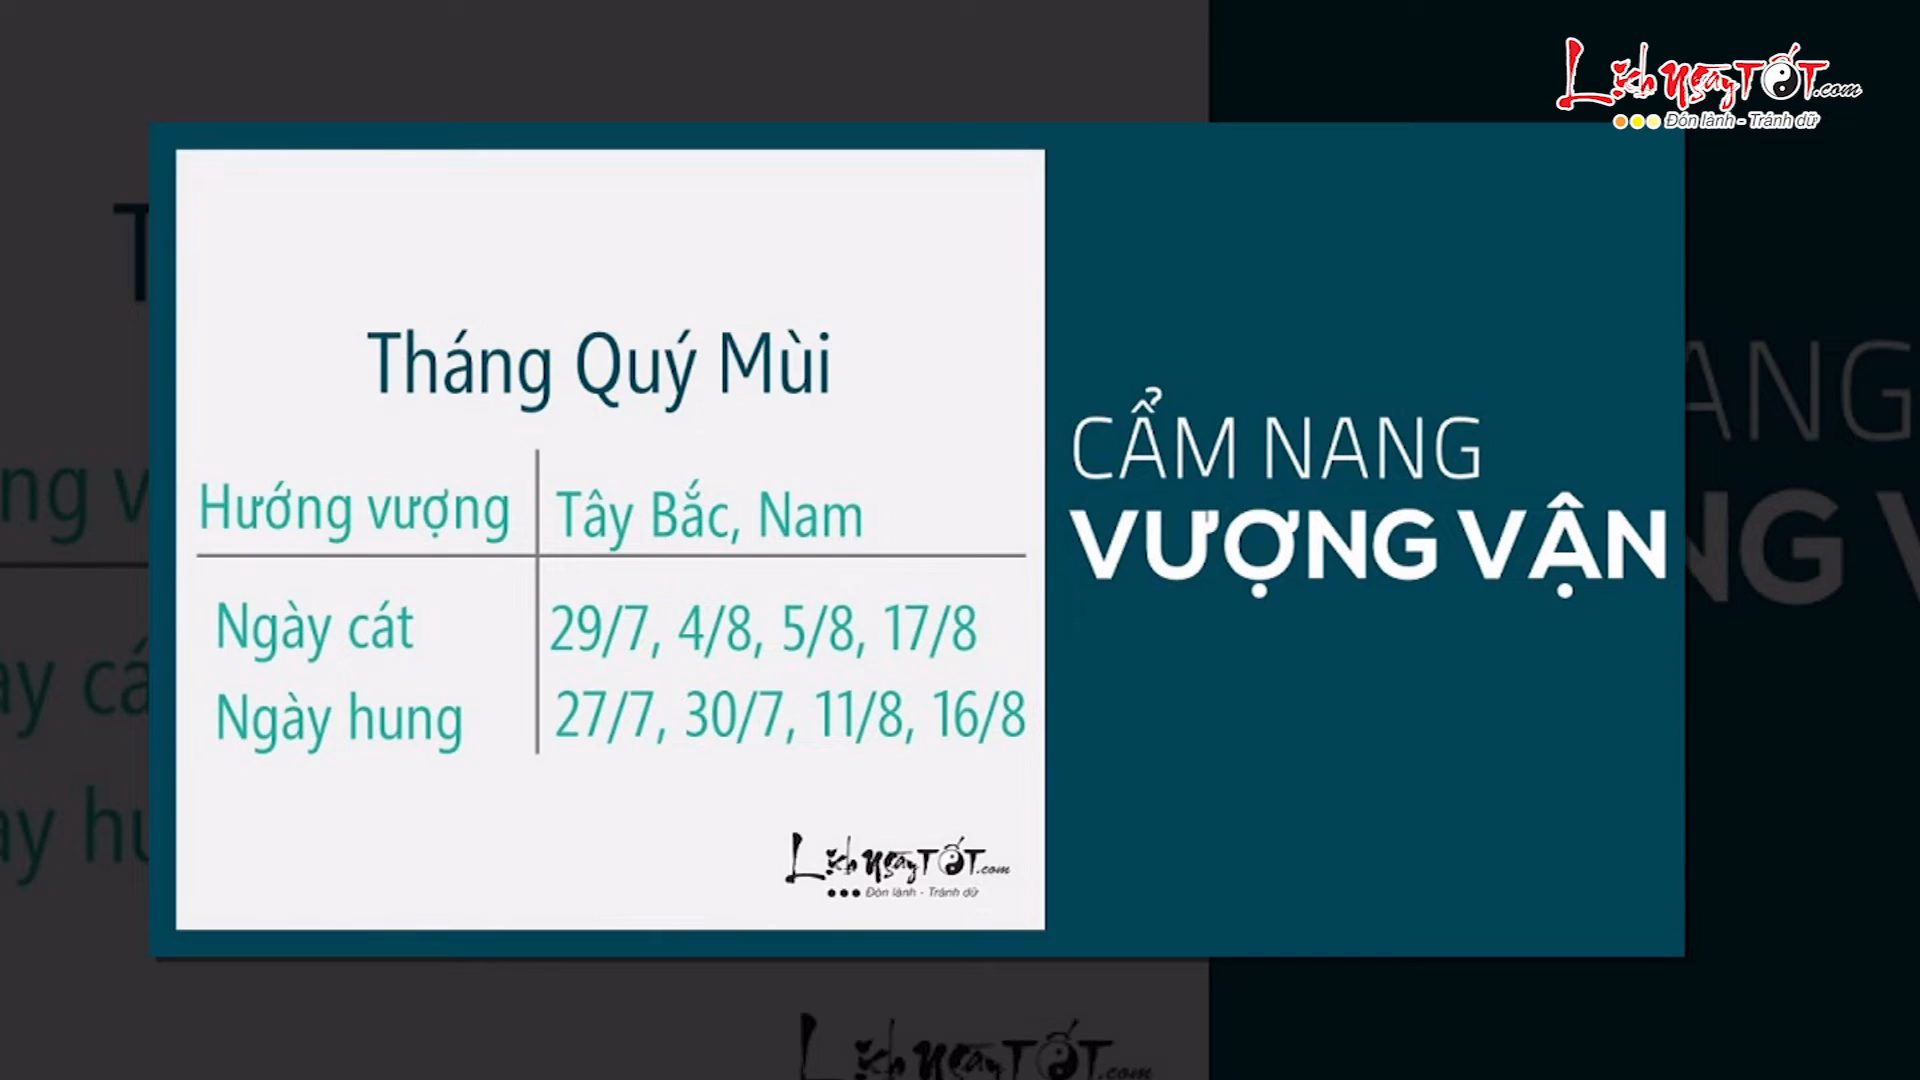 Lịch ngày TỐT.com
Đón lành - Tránh dữ
Tháng Quý Mùi
Hướng vượng
Tây Bắc, Nam
Ngày cát
29/7, 4/8, 5/8, 17/8
Ngày hung
27/7, 30/7, 11/8, 16/8
Lịch ngày TỐT.com
Đón lành - Tránh dữ
CẨM NANG
VƯỢNG VẬN